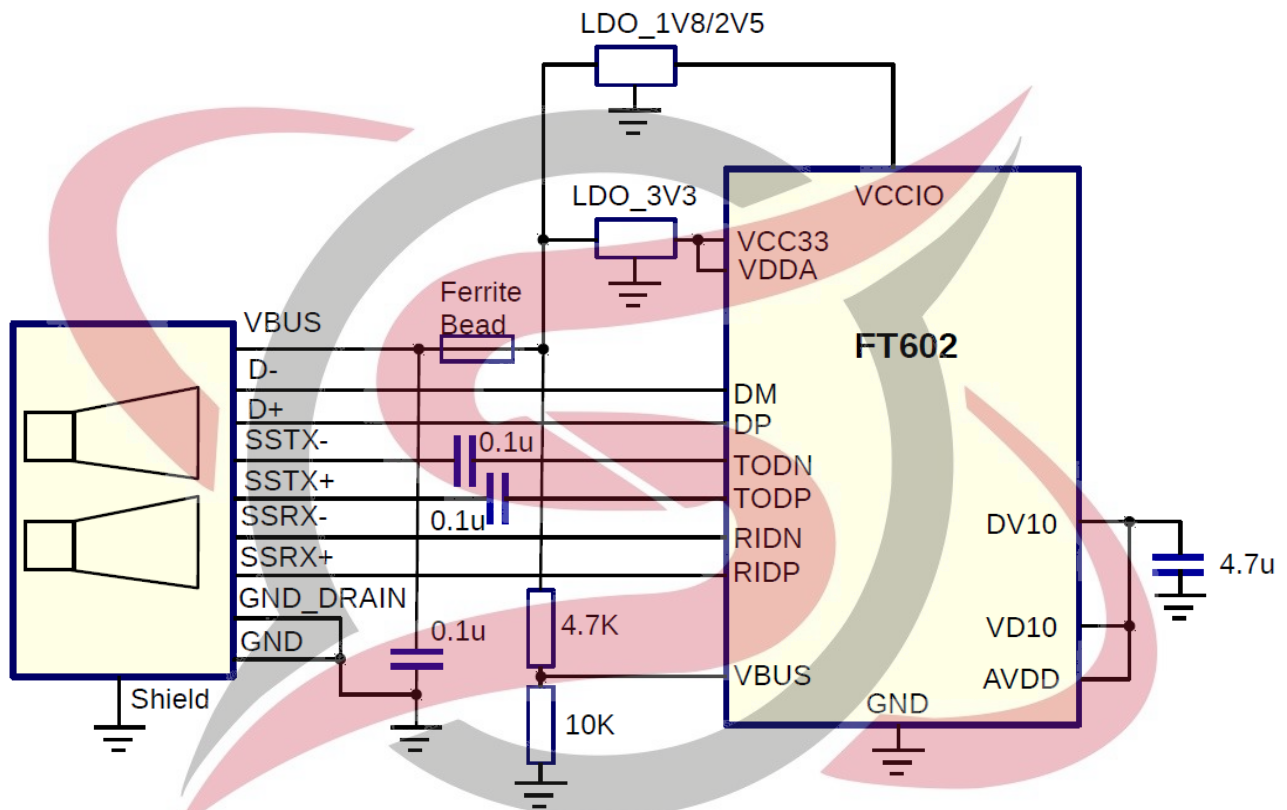 LDO_1V8/2V5
VCCIO
LDO_3V3
VCC33
VDDA
Ferrite
Bead
VBUS
FT602
D-
DM
D+
DP
SSTX-
0.1u
TODN
SSTX+
TODP
0.1u
SSRX-
RIDN
DV10
SSRX+
RIDP
4.7u
GND_DRAIN
0.1u
4.7K
VD10
GND
VBUS
AVDD
Shield
GND
10K